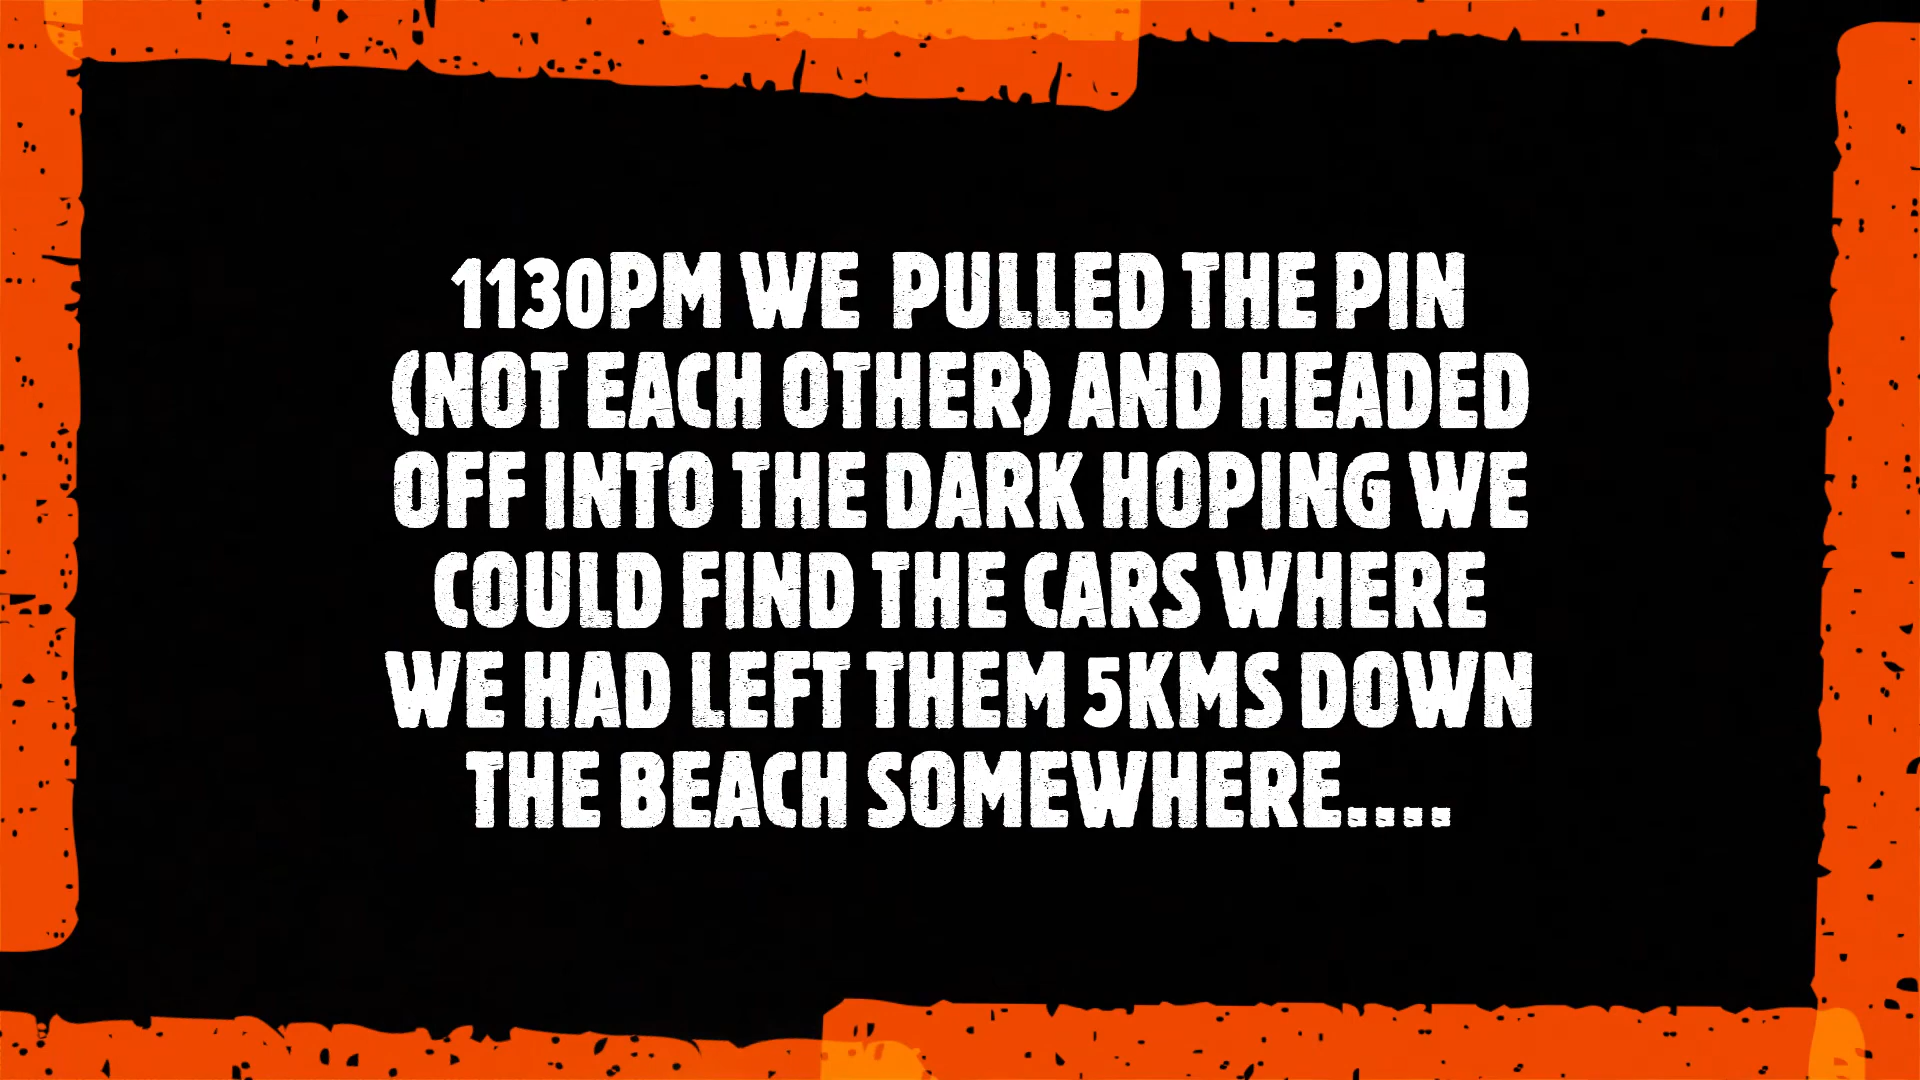 1130PM WE PULLED THE PIN
(NOT EACH OTHER) AND HEADED
OFF INTO THE DARK HOPING WE
COULD FIND THE CARS WHERE
WE HAD LEFT THEM 5KMS DOWN
THE BEACH SOMEWHERE....